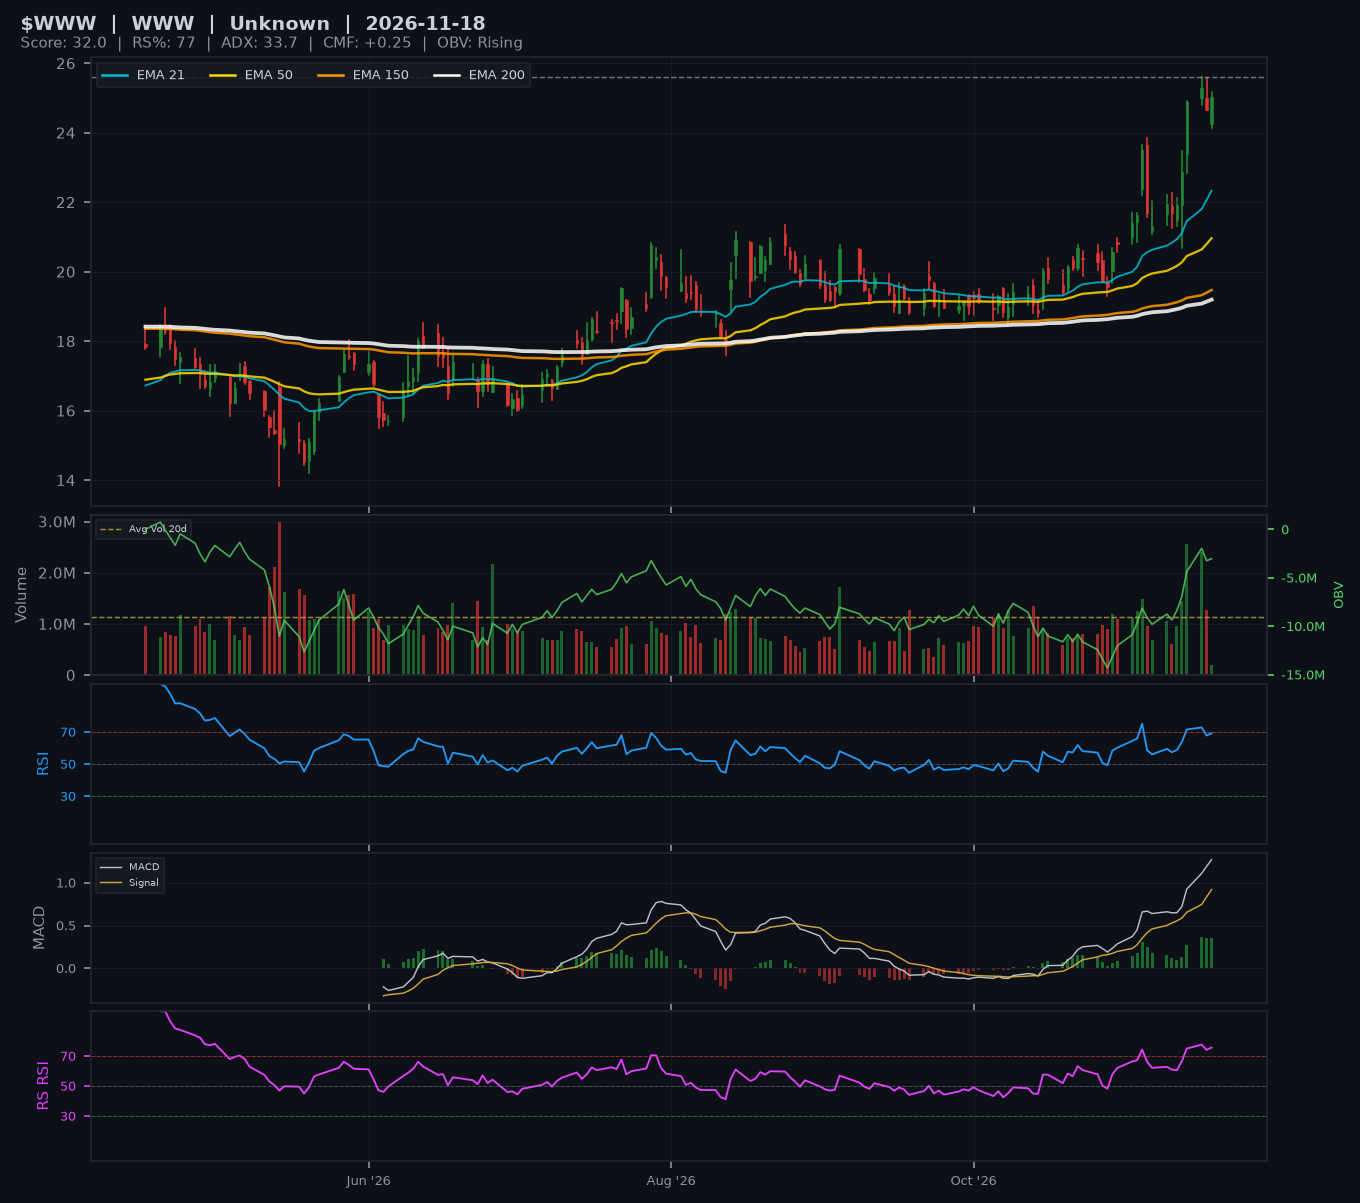 $WWW | WWW | Unknown | 2026-11-18
Score: 32.0 | RS%: 77 | ADX: 33.7 | CMF: +0.25 | OBV: Rising
EMA 21
EMA 50
EMA 150
EMA 200
26
24
22
20
18
16
14
Avg Vol 20d
3.0M
2.0M
1.0M
0
Volume
0
-5.0M
-10.0M
-15.0M
OBV
70
50
30
RSI
MACD
Signal
1.0
0.5
0.0
MACD
70
50
30
RS RSI
Jun '26
Aug '26
Oct '26